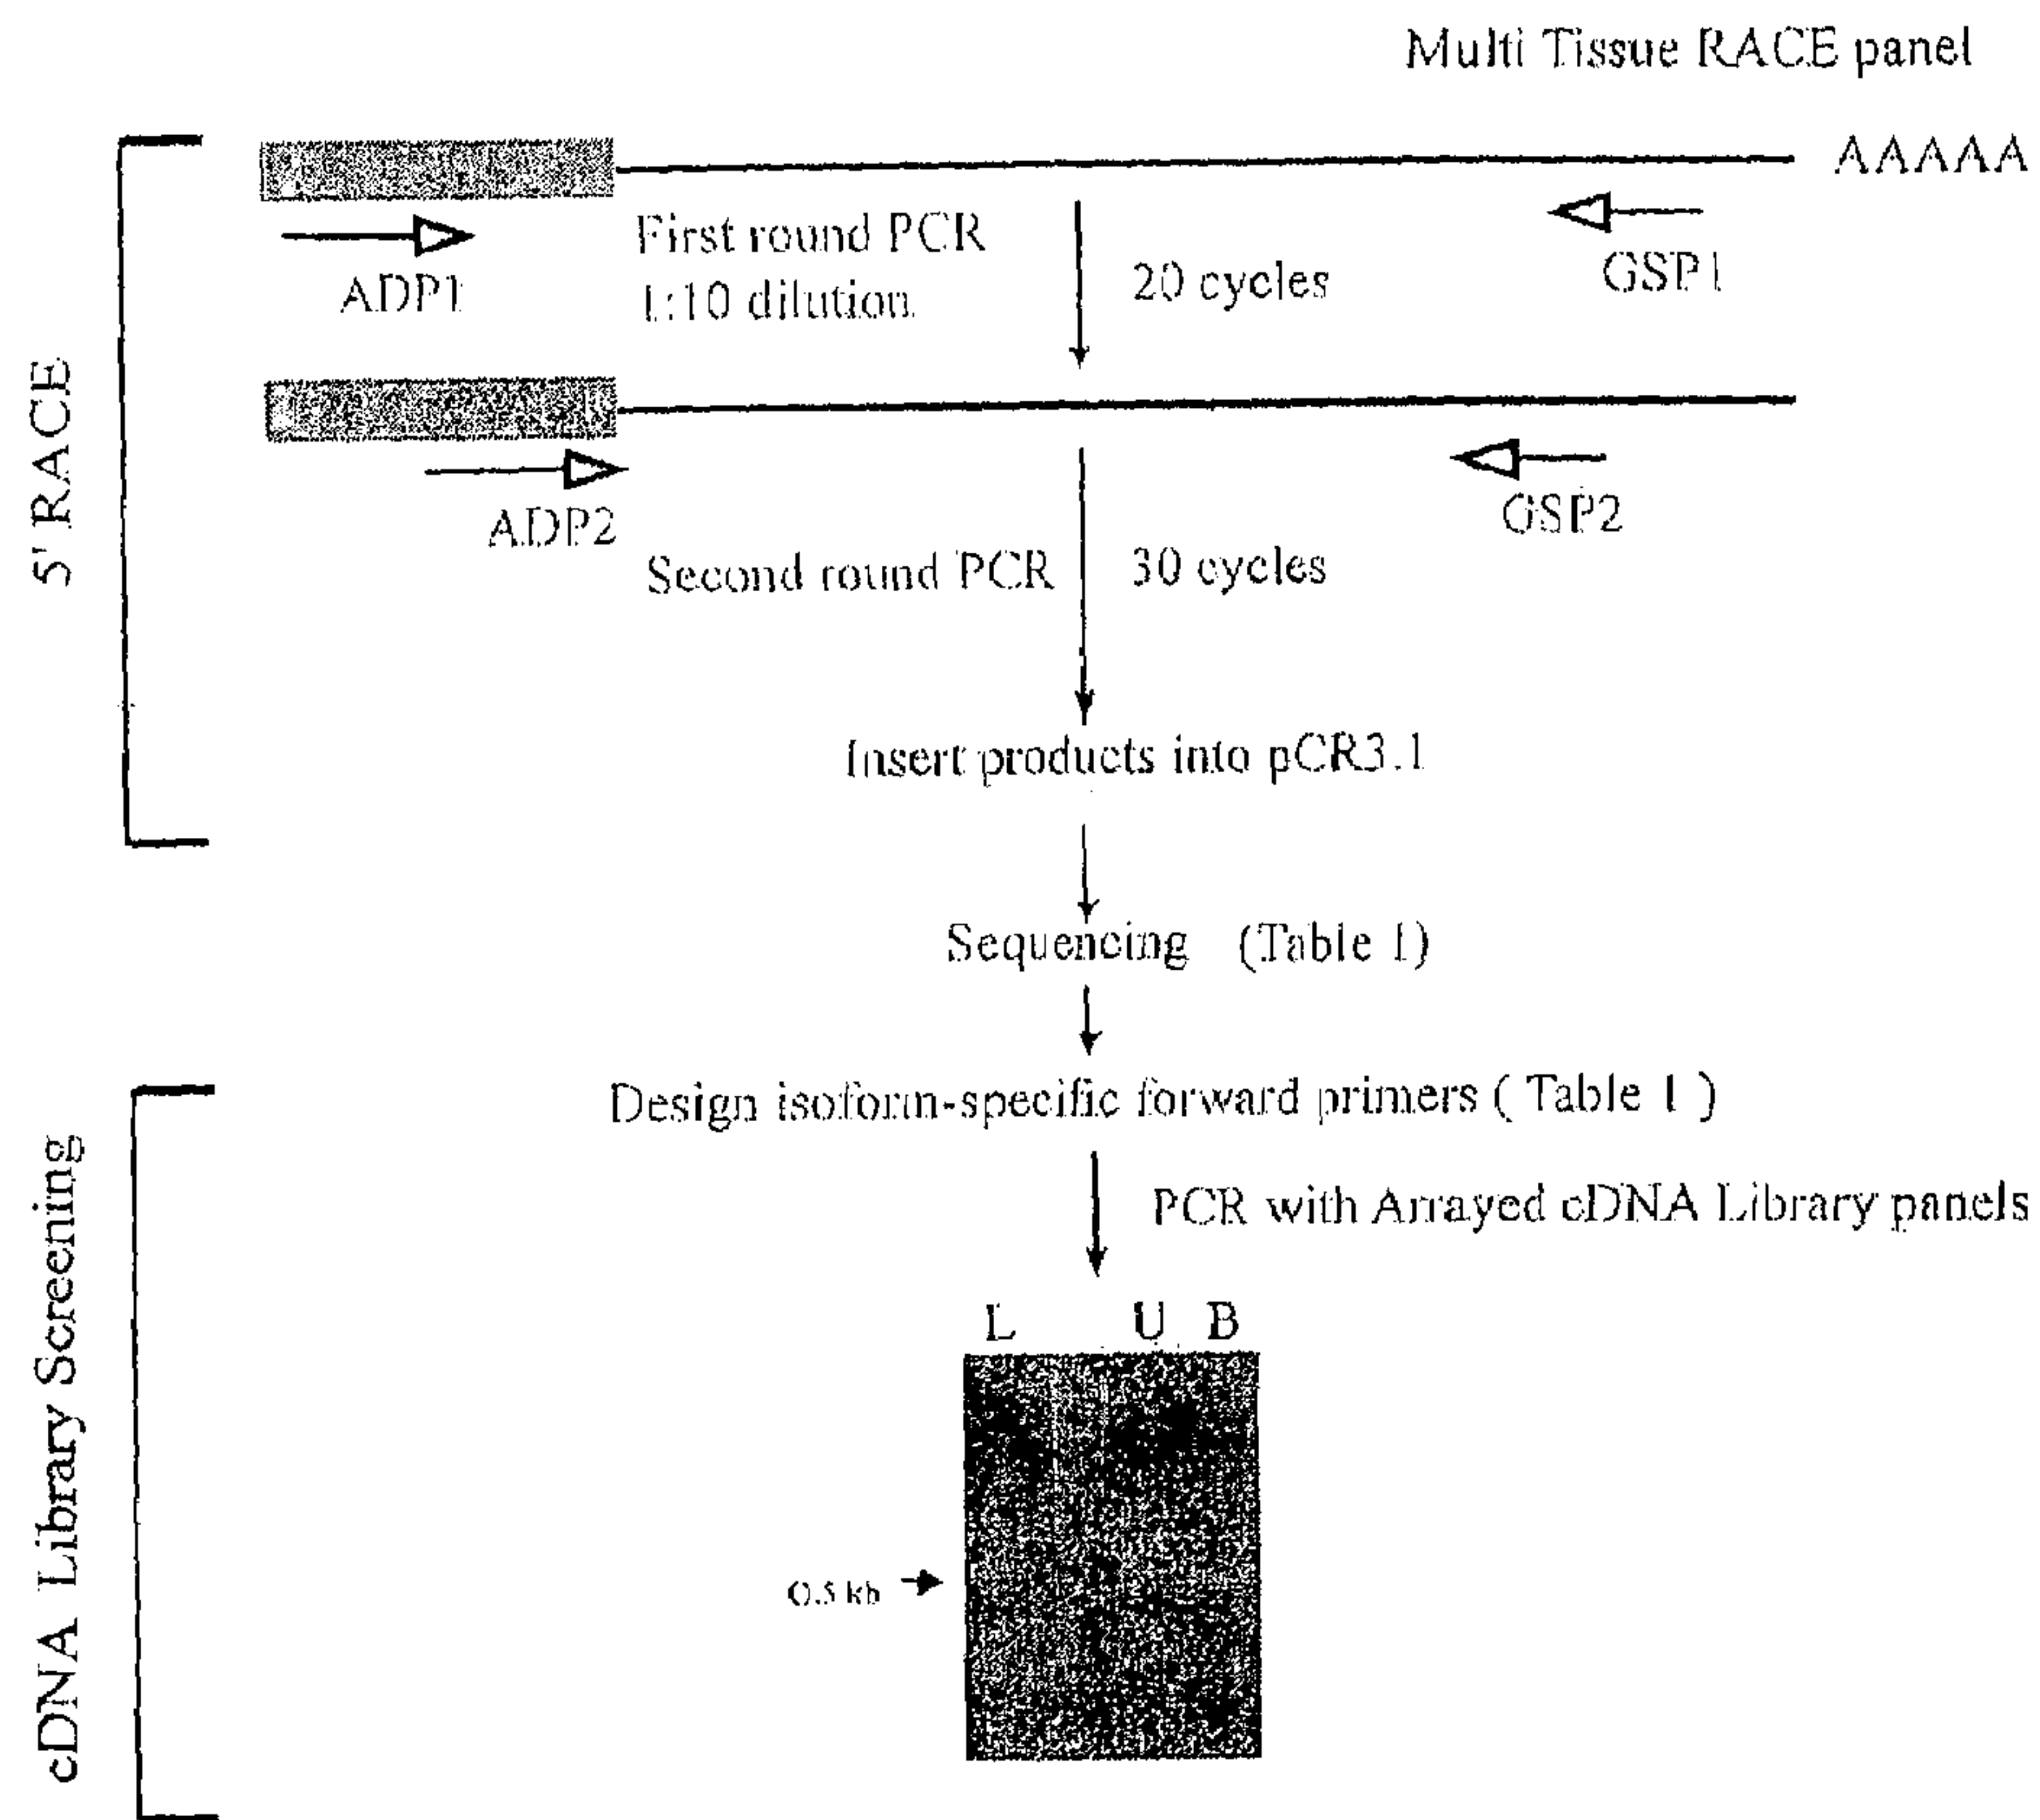 Multi Tissue RACE panel
AAAAA
First round PCR
1:10 dilution
20 cycles
ADP1
GSP1
5' RACE
ADP2
GSP2
Second round PCR
30 cycles
Insert products into pCR3.1
Sequencing (Table 1)
Design isoform-specific forward primers ( Table 1 )
PCR with Arrayed cDNA Library panels
cDNA Library Screening
L U B
0.5 kb